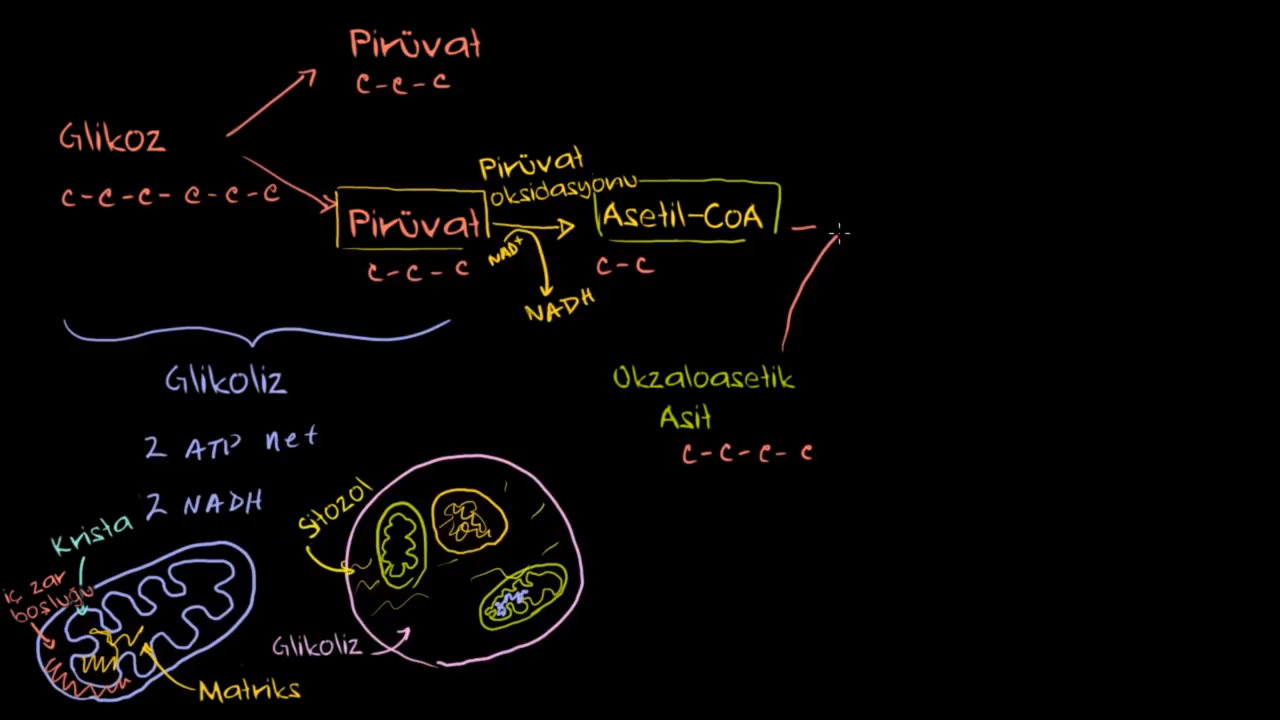 Pirüvat
C-C-C
Glikoz
C-C-C-C-C-C
Pirüvat
oksidasyonu
Pirüvat
Asetil-CoA
C-C-C
NAD+
C-C
NADH
Glikoliz
Okzaloasetik
Asit
C-C-C-C
2 ATP net
2 NADH
Sitozol
Krista
iç zar
boşluğu
Glikoliz
Matriks